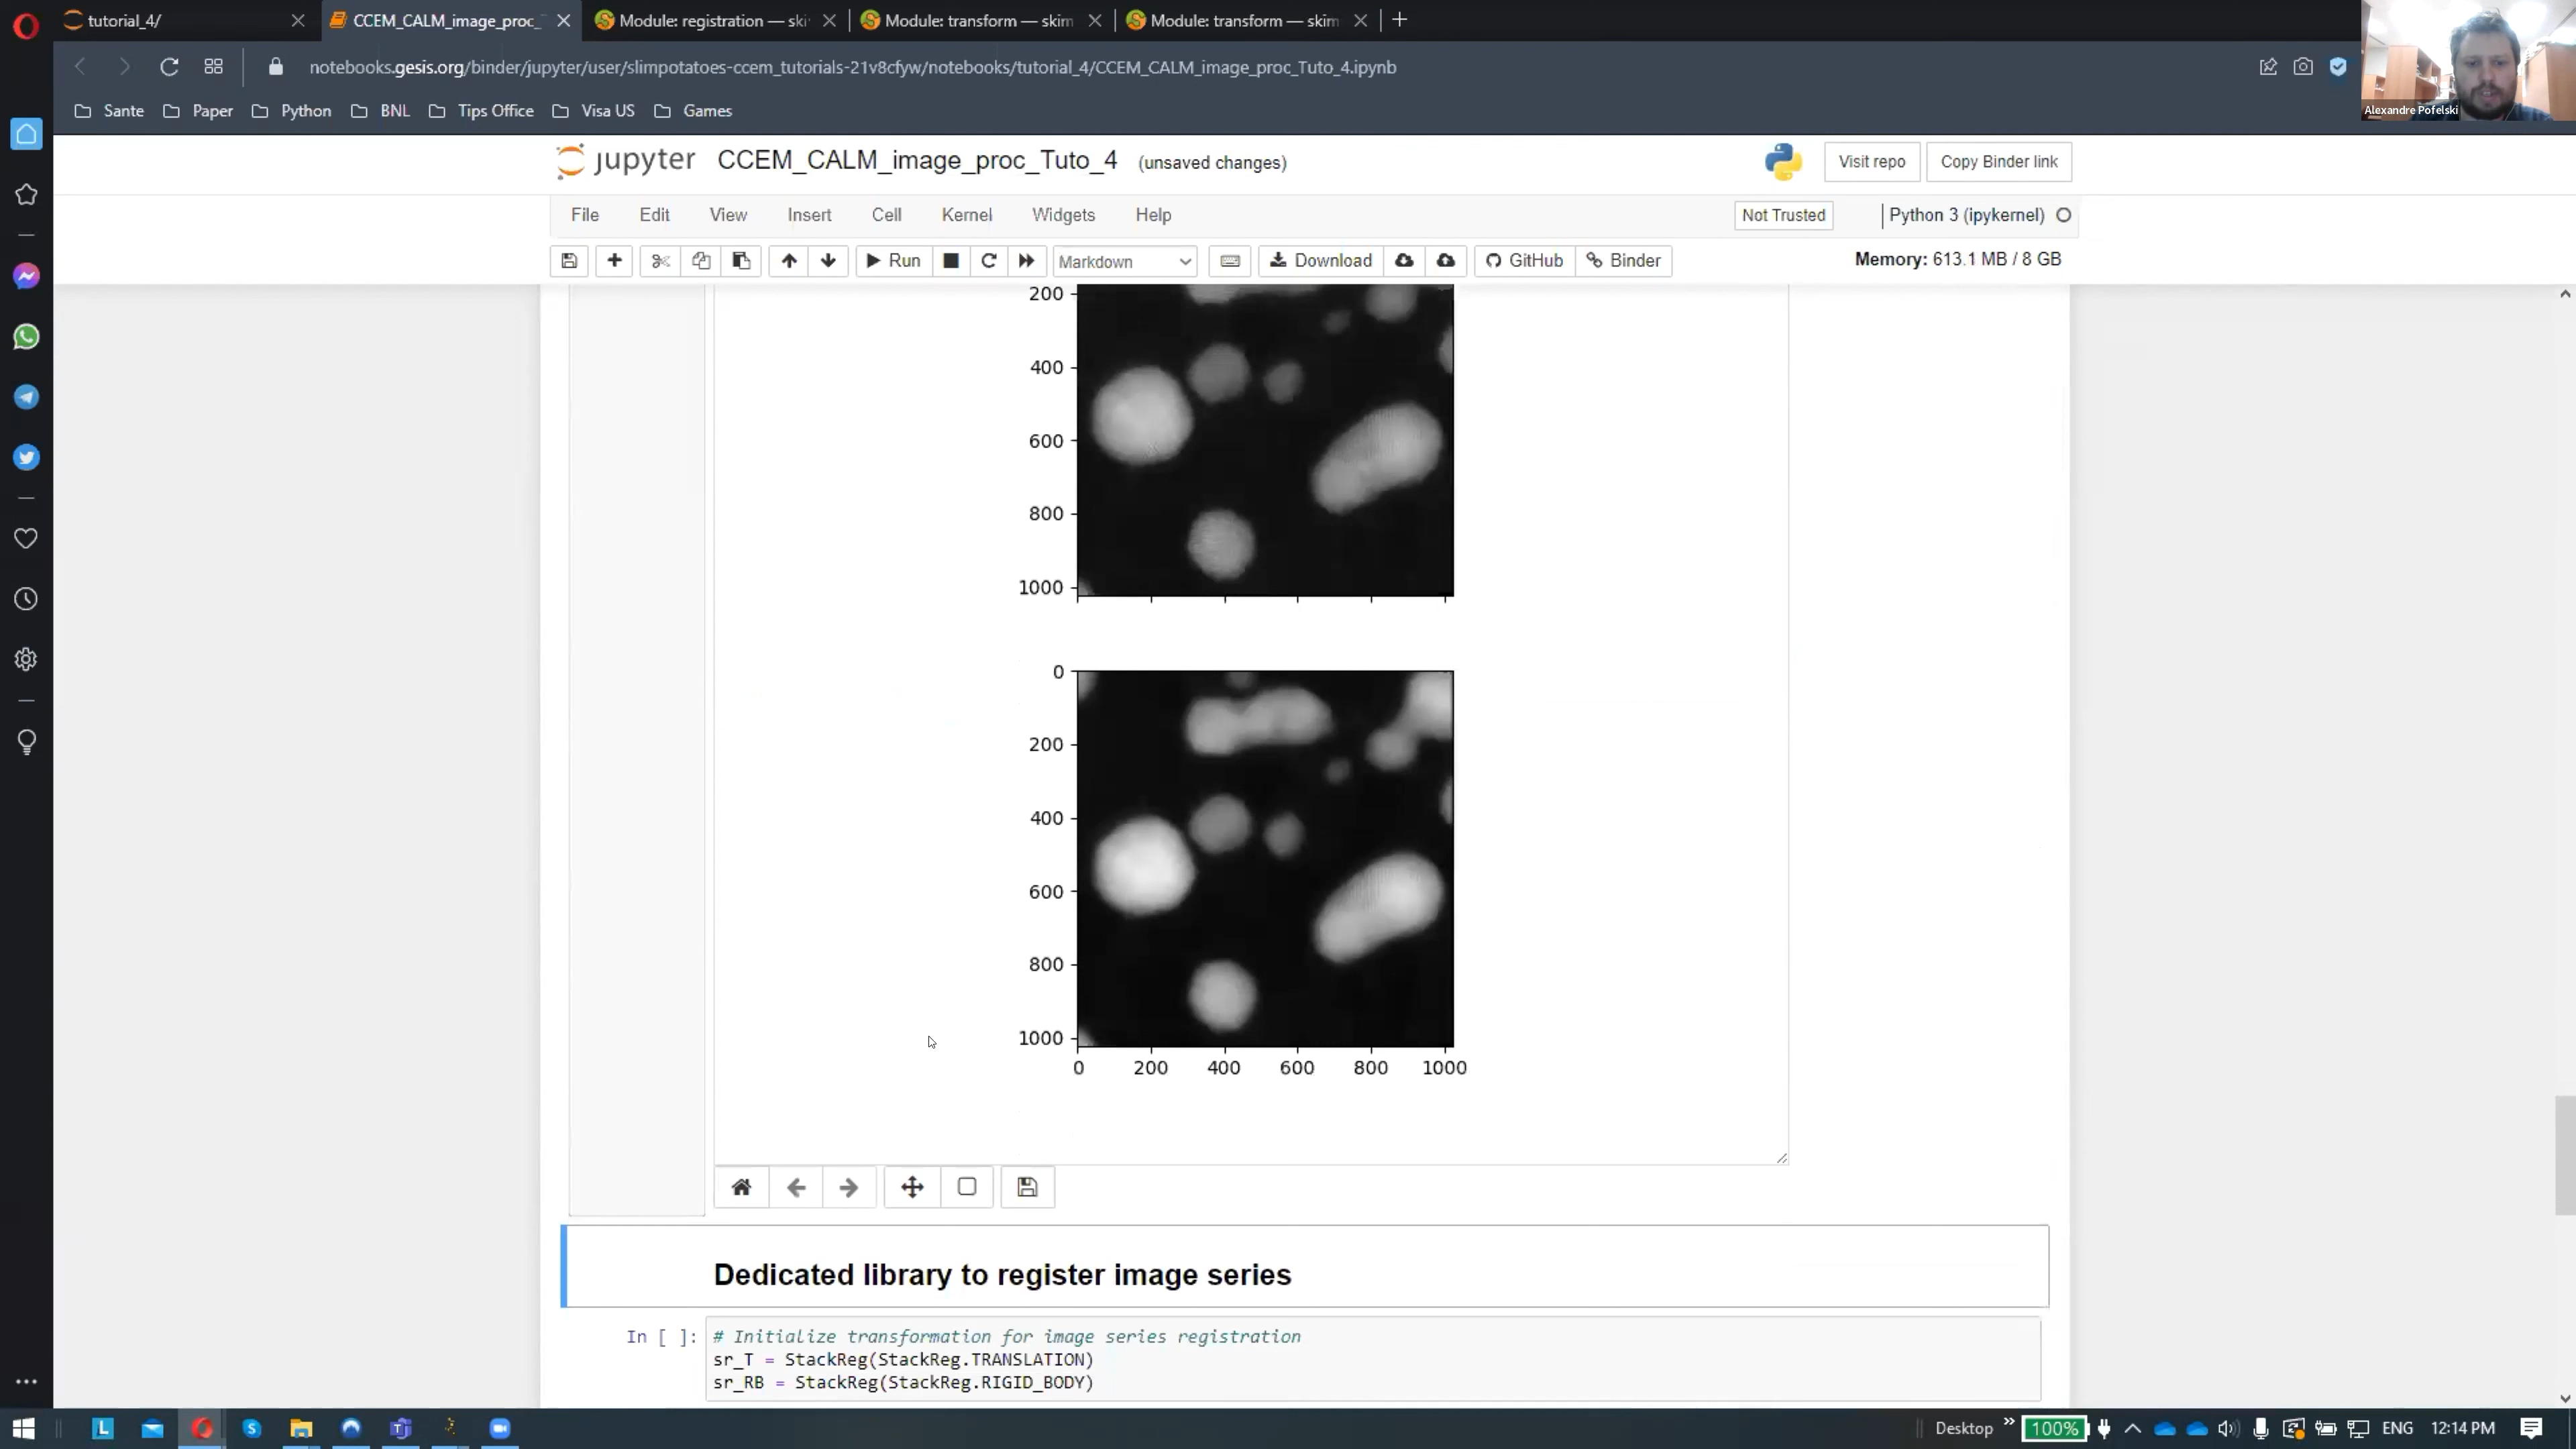 tutorial_4/
CCEM_CALM_image_proc_
Module: registration — ski
Module: transform — skim
Module: transform — skim
Alexandre Pofelski
notebooks.gesis.org/binder/jupyter/user/slimpotatoes-ccem_tutorials-21v8cfyw/notebooks/tutorial_4/CCEM_CALM_image_proc_Tuto_4.ipynb
Sante Paper Python BNL Tips Office Visa US Games
jupyter CCEM_CALM_image_proc_Tuto_4 (unsaved changes)
Visit repo Copy Binder link
File Edit View Insert Cell Kernel Widgets Help
Not Trusted Python 3 (ipykernel)
Run Markdown Download GitHub Binder
Memory: 613.1 MB / 8 GB
200
400
600
800
1000
0
200
400
600
800
1000
0 200 400 600 800 1000
Dedicated library to register image series
In [ ]: # Initialize transformation for image series registration
sr_T = StackReg(StackReg.TRANSLATION)
sr_RB = StackReg(StackReg.RIGID_BODY)
Desktop 100% ENG 12:14 PM